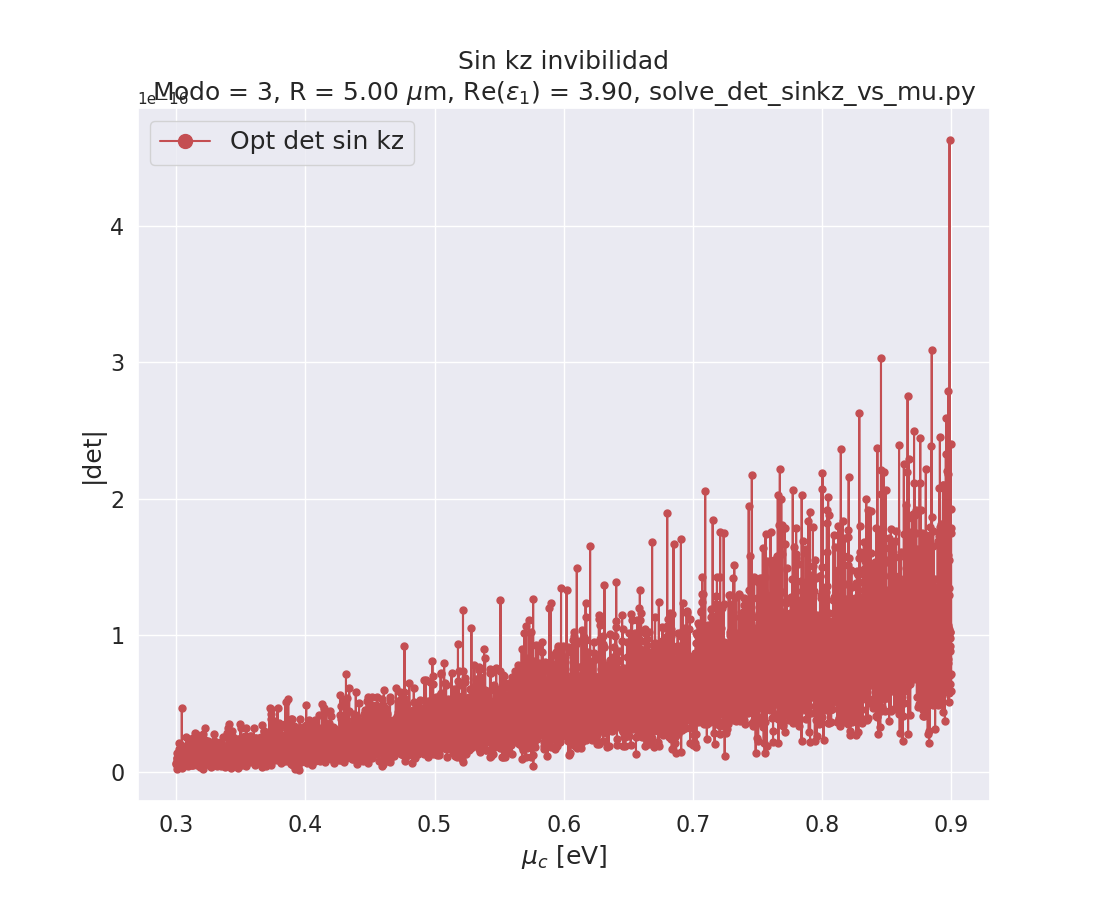 Sin kz invibilidad
Modo = 3, R = 5.00 μm, Re(ε₁) = 3.90, solve_det_sinkz_vs_mu.py
Opt det sin kz
4
3
2
1
0
|det|
0.3 0.4 0.5 0.6 0.7 0.8 0.9
μ_c [eV]